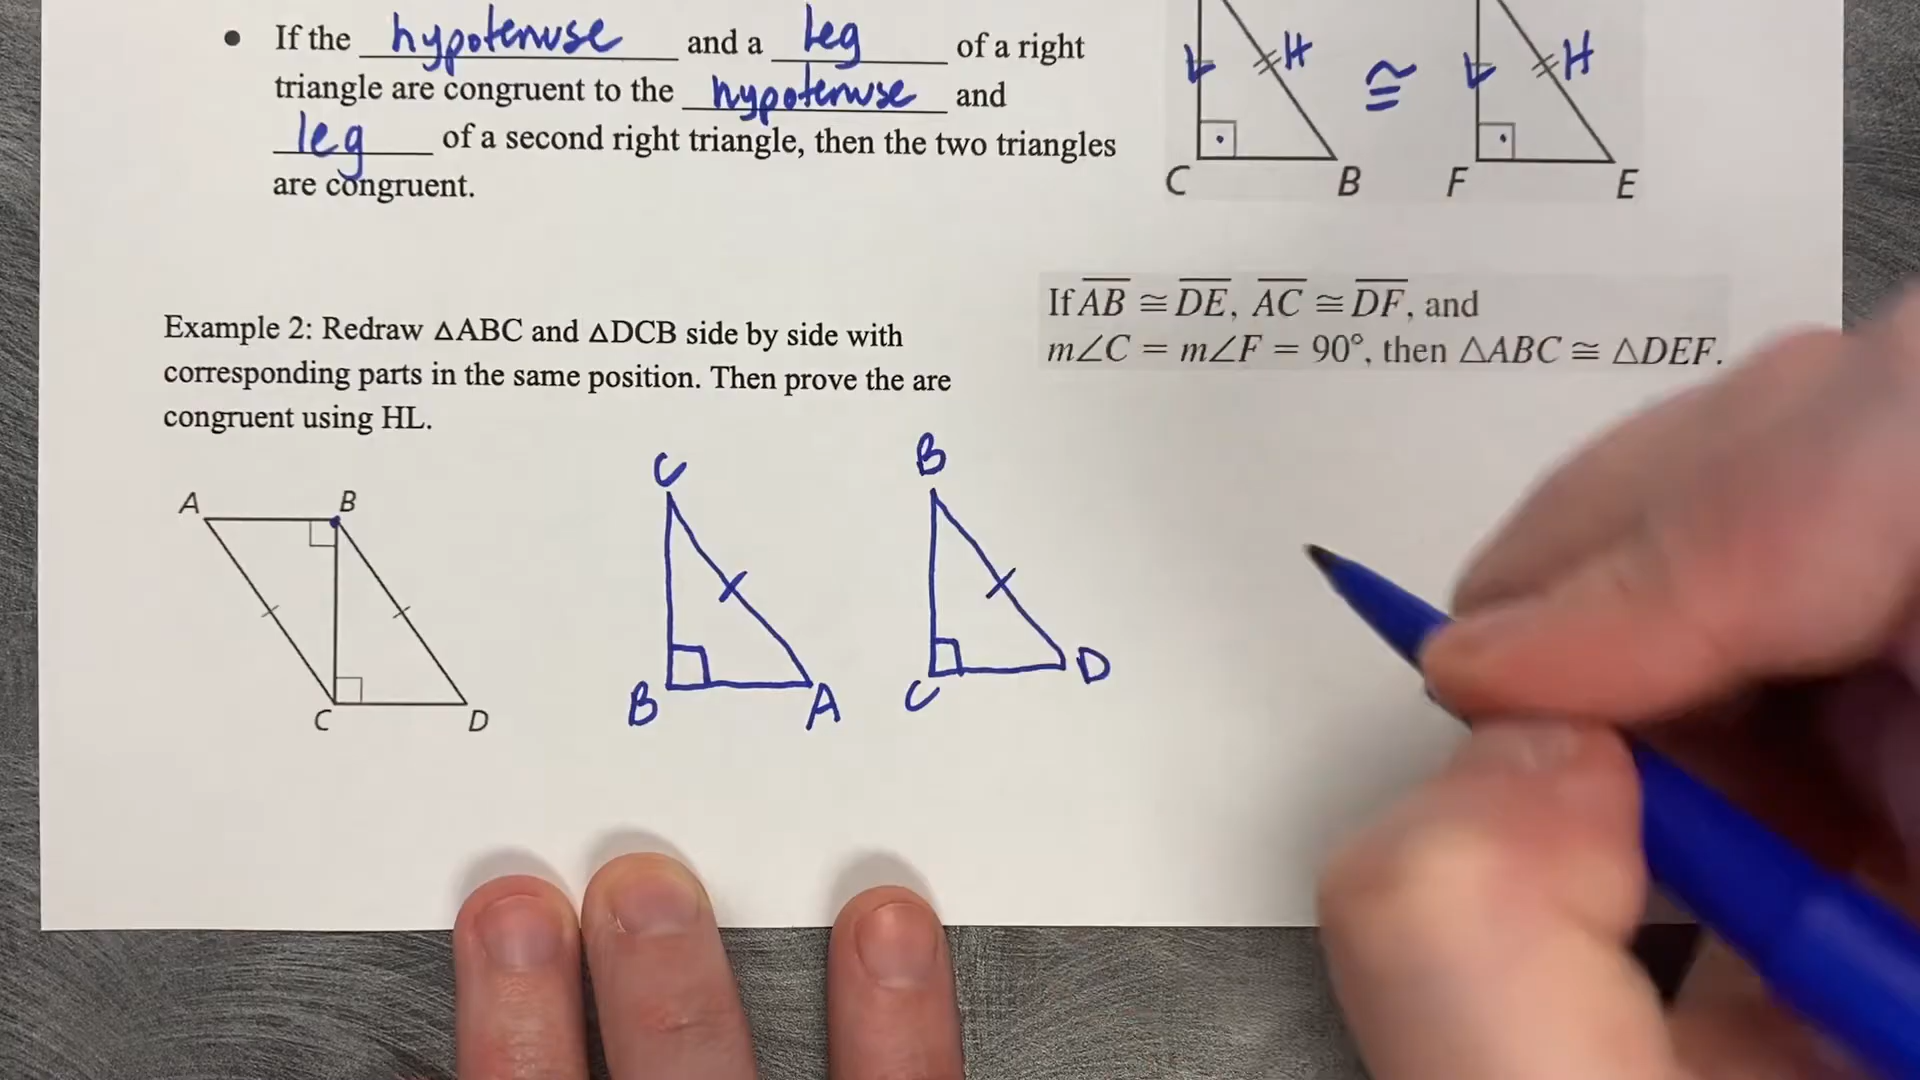 • If the hypotenuse and a leg of a right
triangle are congruent to the hypotenuse and
leg of a second right triangle, then the two triangles
are congruent.
L H ≅ L H
C B F E
If AB ≅ DE, AC ≅ DF, and
m∠C = m∠F = 90°, then △ABC ≅ △DEF.
Example 2: Redraw △ABC and △DCB side by side with
corresponding parts in the same position. Then prove the are
congruent using HL.
A B
C D
C
B A
B
C D